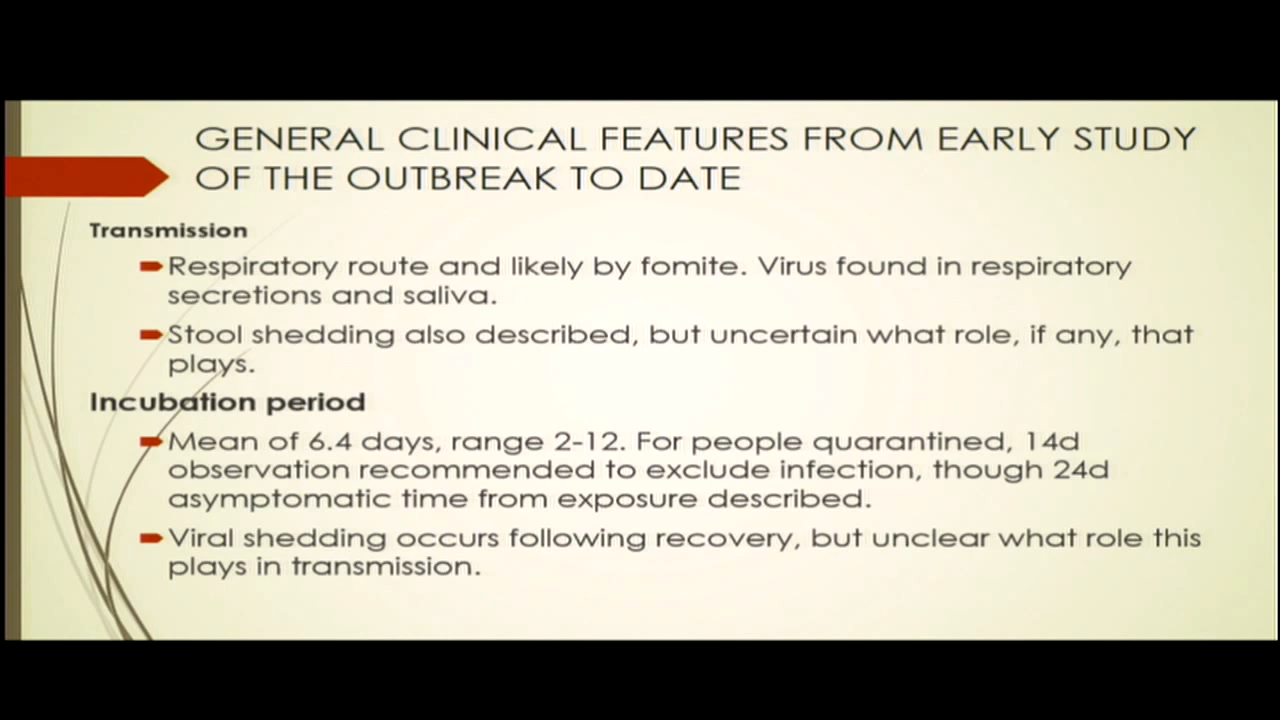 GENERAL CLINICAL FEATURES FROM EARLY STUDY
OF THE OUTBREAK TO DATE
Transmission
Respiratory route and likely by fomite. Virus found in respiratory
secretions and saliva.
Stool shedding also described, but uncertain what role, if any, that
plays.
Incubation period
Mean of 6.4 days, range 2-12. For people quarantined, 14d
observation recommended to exclude infection, though 24d
asymptomatic time from exposure described.
Viral shedding occurs following recovery, but unclear what role this
plays in transmission.